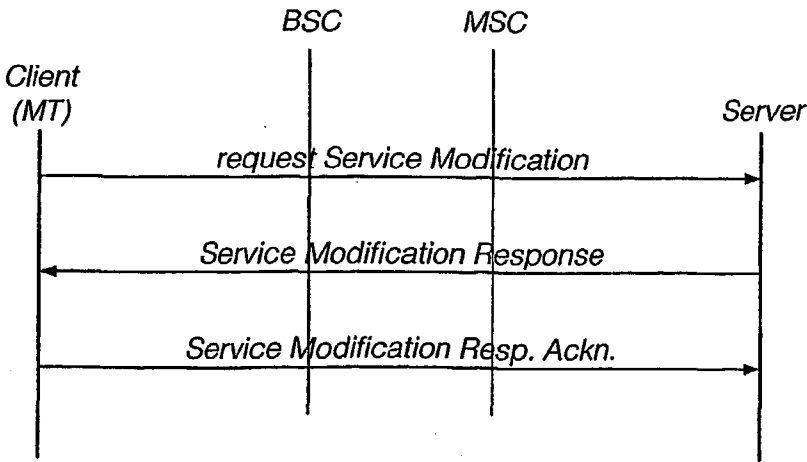 BSC
MSC
Client
(MT)
Server
request Service Modification
Service Modification Response
Service Modification Resp. Ackn.